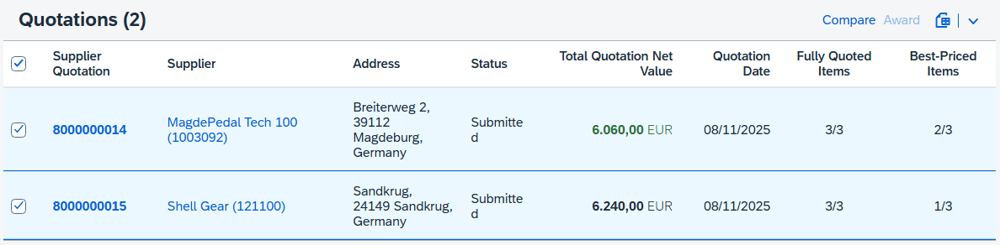 Quotations (2)
Compare Award
Supplier Quotation Supplier Address Status Total Quotation Net Value Quotation Date Fully Quoted Items Best-Priced Items
8000000014
MagdePedal Tech 100
(1003092)
Breiterweg 2,
39112
Magdeburg,
Germany
Submitte
d
6.060,00 EUR
08/11/2025
3/3
2/3
8000000015
Shell Gear (121100)
Sandkrug,
24149 Sandkrug,
Germany
Submitte
d
6.240,00 EUR
08/11/2025
3/3
1/3